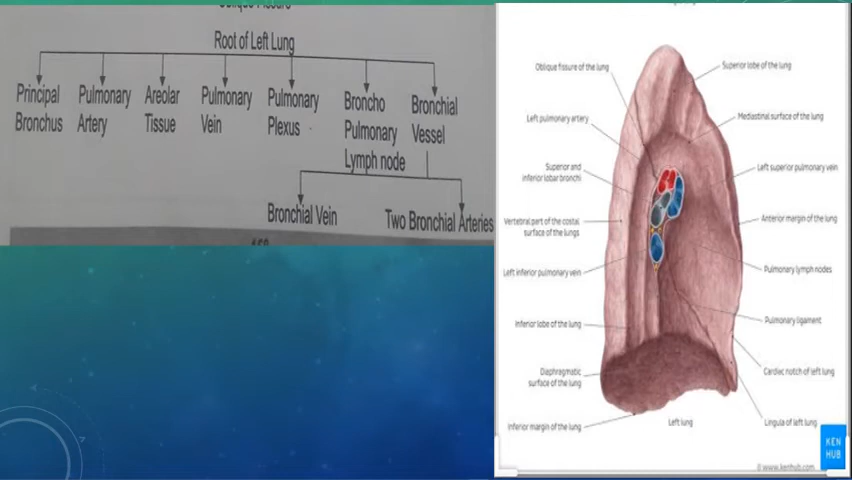 Root of Left Lung
Principal
Bronchus
Pulmonary
Artery
Areolar
Tissue
Pulmonary
Vein
Pulmonary
Plexus
Broncho
Pulmonary
Lymph node
Bronchial
Vessel
Bronchial Vein
Two Bronchial Arteries
Oblique fissure of the lung
Left pulmonary artery
Superior and
inferior lobar bronchi
Vertebral part of the costal
surface of the lungs
Left inferior pulmonary vein
Inferior lobe of the lung
Diaphragmatic
surface of the lung
Inferior margin of the lung
Superior lobe of the lung
Mediastinal surface of the lung
Left superior pulmonary vein
Anterior margin of the lung
Pulmonary lymph nodes
Pulmonary ligament
Cardiac notch of left lung
Lingula of left lung
Left lung
KEN
HUB
© www.kenhub.com